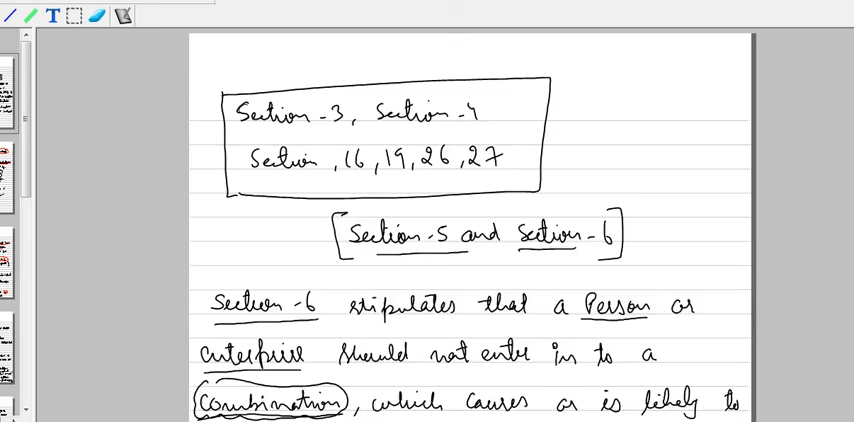 Section - 3, Section - 4
Section , 16, 19, 26, 27
[Section - 5 and Section - 6]
Section - 6 stipulates that a Person or
enterprise should not enter in to a
Combination, which causes or is likely to